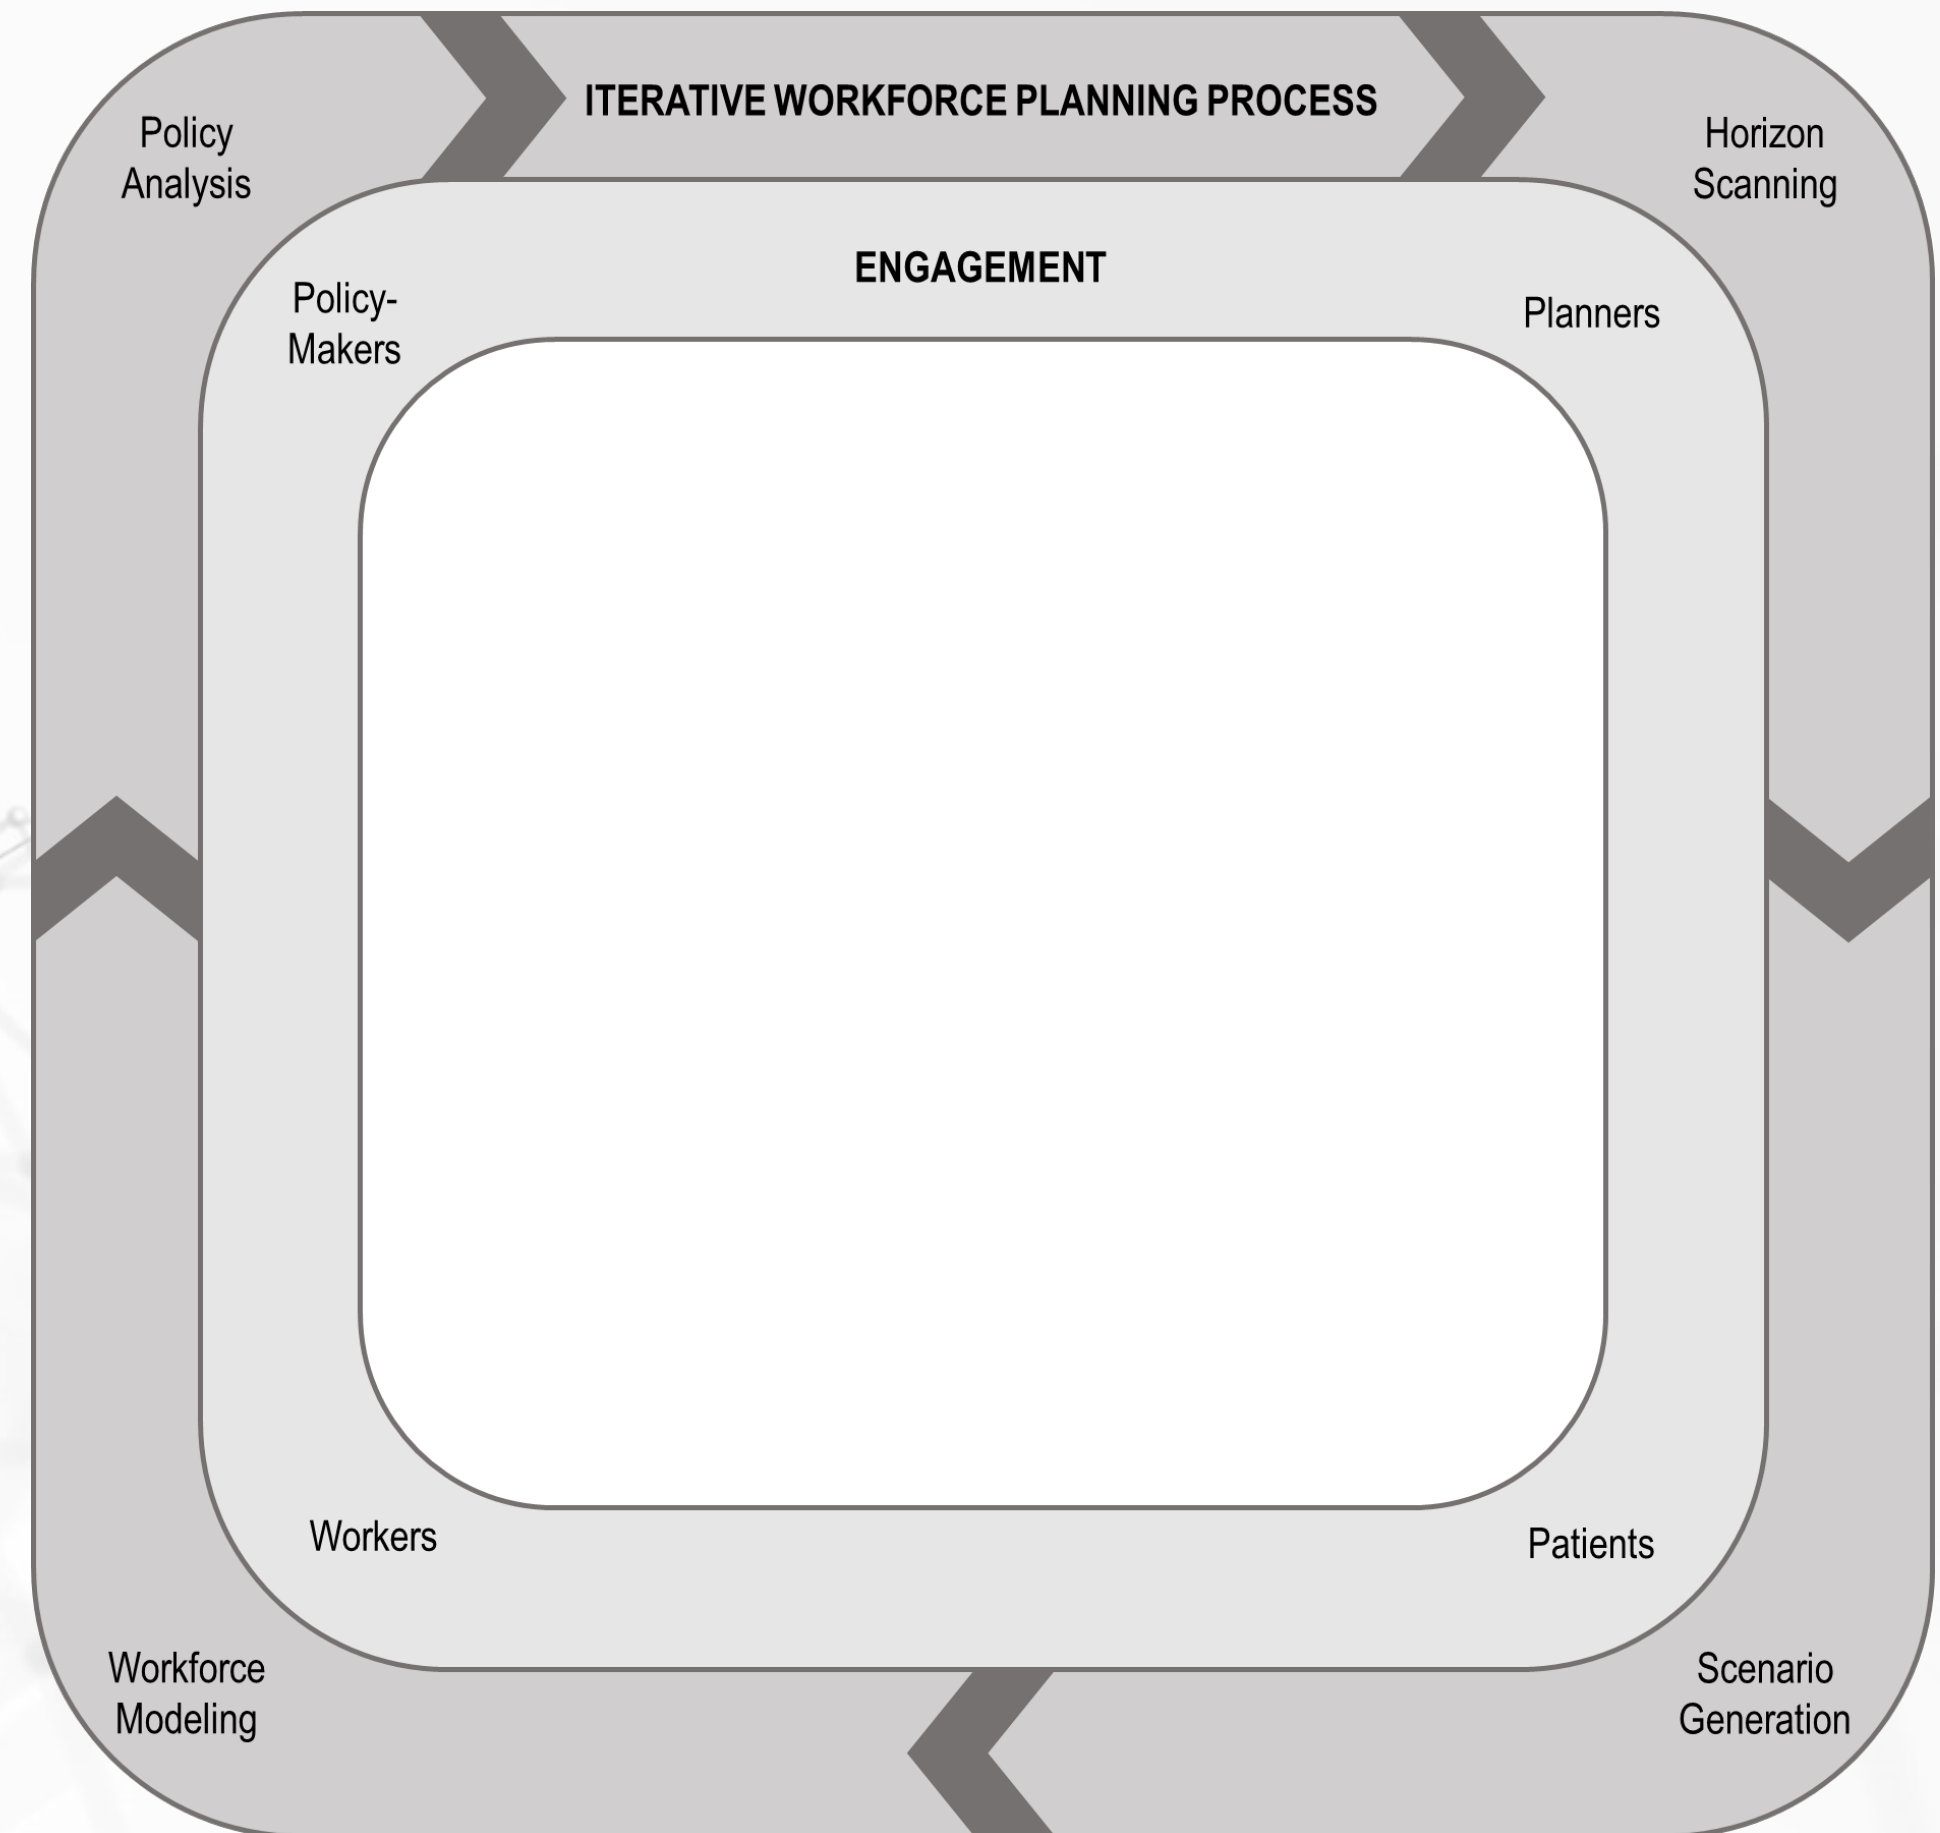 ITERATIVE WORKFORCE PLANNING PROCESS
Policy
Analysis
Horizon
Scanning
ENGAGEMENT
Policy-
Makers
Planners
Workers
Patients
Workforce
Modeling
Scenario
Generation